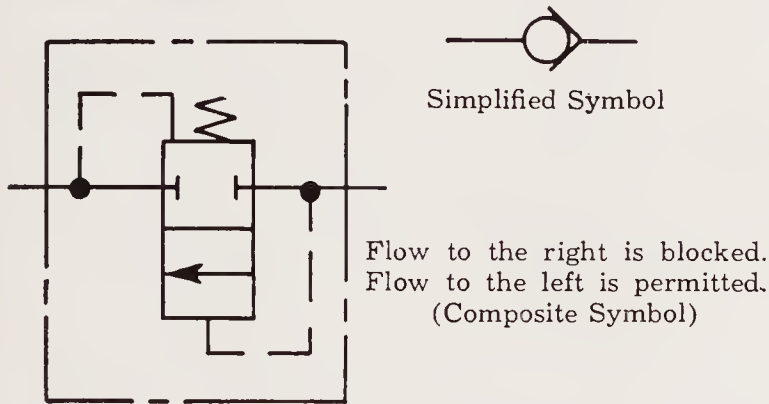 Simplified Symbol
Flow to the right is blocked.
Flow to the left is permitted.
(Composite Symbol)